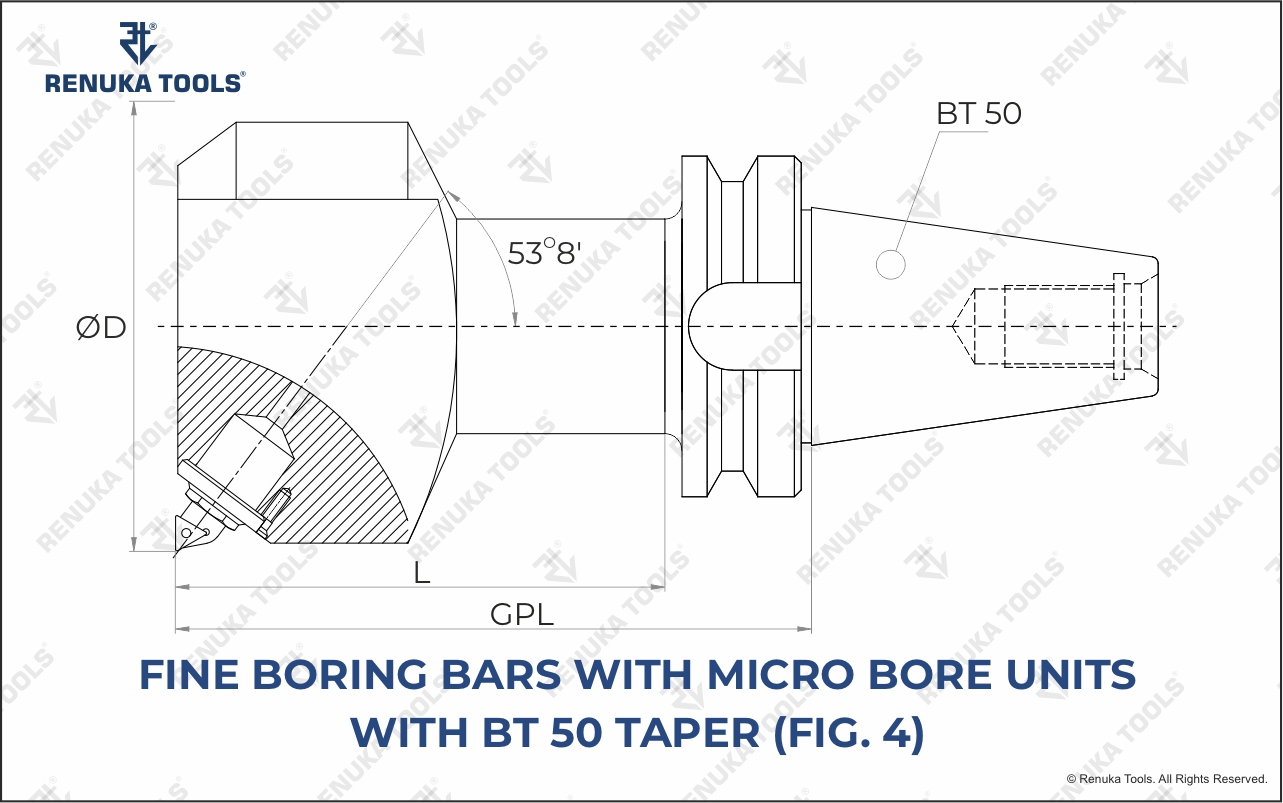 RENUKA TOOLS®
BT 50
53°8'
ØD
L
GPL
FINE BORING BARS WITH MICRO BORE UNITS
WITH BT 50 TAPER (FIG. 4)
© Renuka Tools. All Rights Reserved.